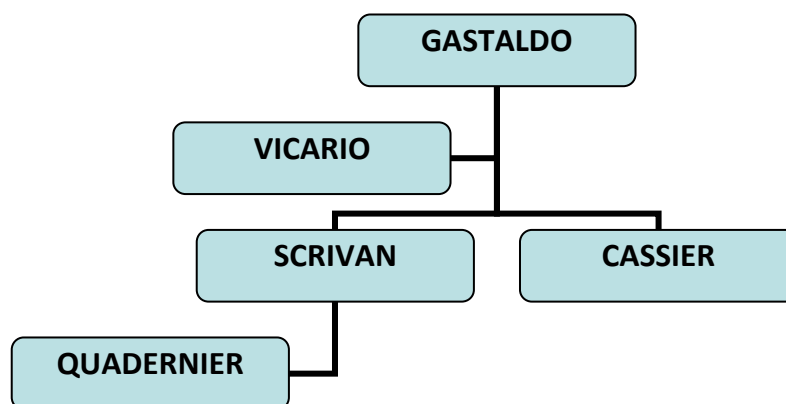 GASTALDO
VICARIO
SCRIVAN
CASSIER
QUADERNIER